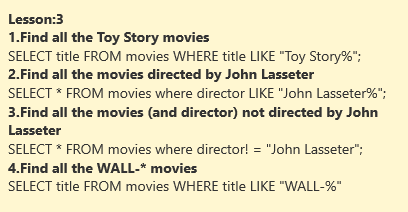 Lesson:3
1.Find all the Toy Story movies
SELECT title FROM movies WHERE title LIKE "Toy Story%";
2.Find all the movies directed by John Lasseter
SELECT * FROM movies where director LIKE "John Lasseter%";
3.Find all the movies (and director) not directed by John
Lasseter
SELECT * FROM movies where director! = "John Lasseter";
4.Find all the WALL-* movies
SELECT title FROM movies WHERE title LIKE "WALL-%"